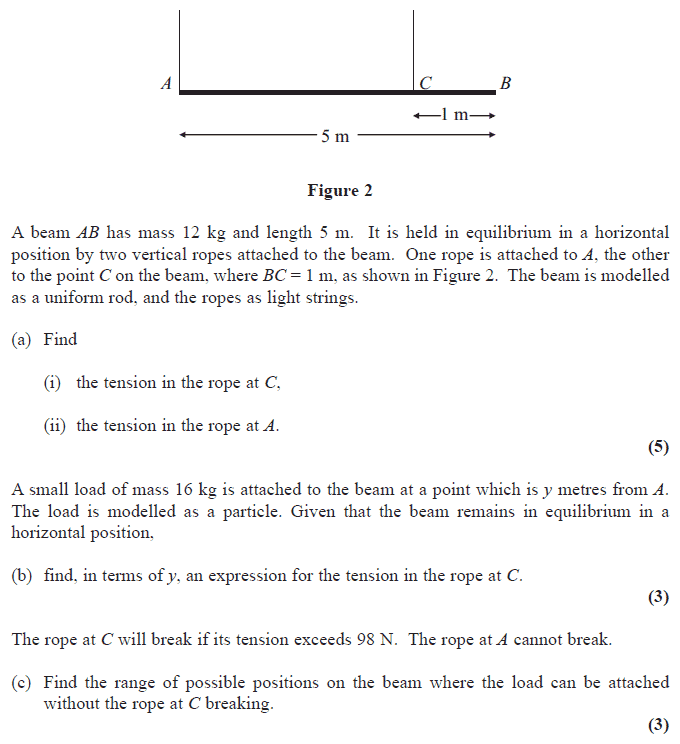 A C B
1 m
5 m
Figure 2
A beam AB has mass 12 kg and length 5 m. It is held in equilibrium in a horizontal
position by two vertical ropes attached to the beam. One rope is attached to A, the other
to the point C on the beam, where BC = 1 m, as shown in Figure 2. The beam is modelled
as a uniform rod, and the ropes as light strings.
(a) Find
(i) the tension in the rope at C,
(ii) the tension in the rope at A.
(5)
A small load of mass 16 kg is attached to the beam at a point which is y metres from A.
The load is modelled as a particle. Given that the beam remains in equilibrium in a
horizontal position,
(b) find, in terms of y, an expression for the tension in the rope at C.
(3)
The rope at C will break if its tension exceeds 98 N. The rope at A cannot break.
(c) Find the range of possible positions on the beam where the load can be attached
without the rope at C breaking.
(3)